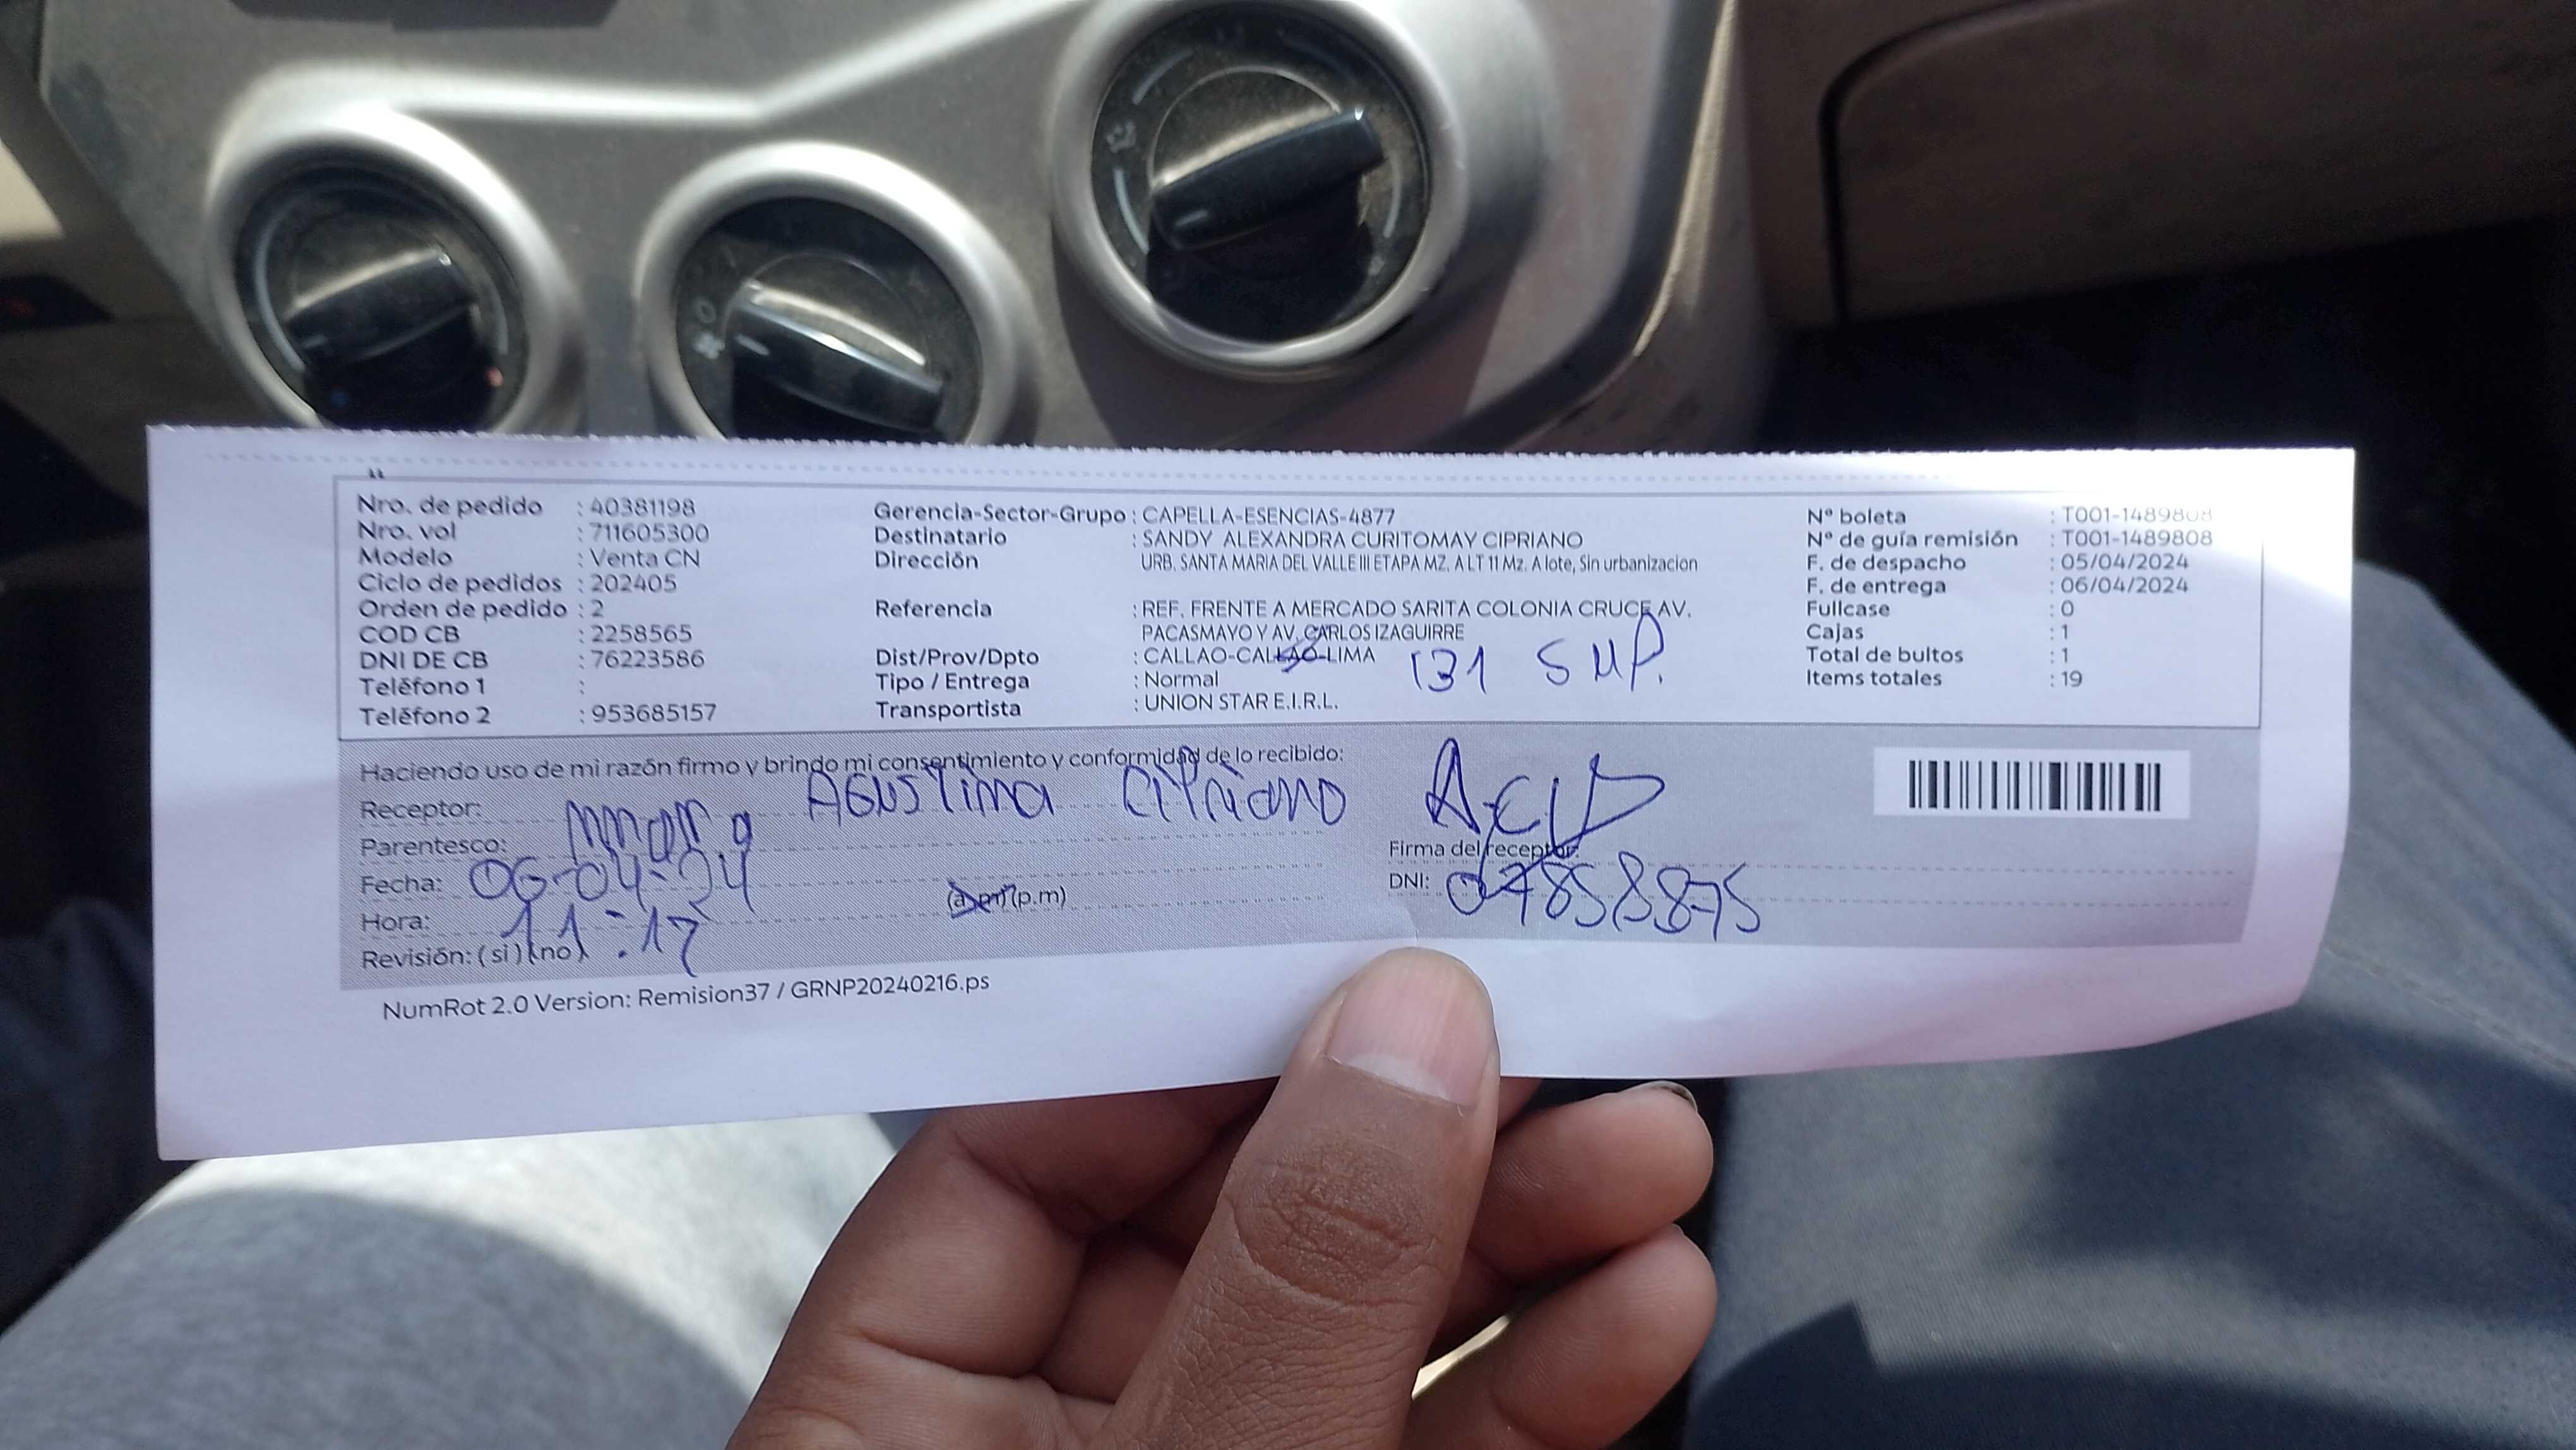 Nro. de pedido : 40381198
Nro. vol : 711605300
Modelo : Venta CN
Ciclo de pedidos : 202405
Orden de pedido : 2
COD CB : 2258565
DNI DE CB : 76223586
Teléfono 1 :
Teléfono 2 : 953685157
Gerencia-Sector-Grupo : CAPELLA-ESENCIAS-4877
Destinatario : SANDY ALEXANDRA CURITOMAY CIPRIANO
Dirección : URB. SANTA MARIA DEL VALLE III ETAPA MZ. A LT 11 Mz. A lote, Sin urbanizacion
Referencia : REF. FRENTE A MERCADO SARITA COLONIA CRUCE AV.
PACASMAYO Y AV. CARLOS IZAGUIRRE
Dist/Prov/Dpto : CALLAO-CALLAO-LIMA
131 SMP.
Tipo / Entrega : Normal
Transportista : UNION STAR E.I.R.L.
Nº boleta : T001-1489808
Nº de guía remisión : T001-1489808
F. de despacho : 05/04/2024
F. de entrega : 06/04/2024
Fullcase : 0
Cajas : 1
Total de bultos : 1
Items totales : 19
Haciendo uso de mi razón firmo y brindo mi consentimiento y conformidad de lo recibido:
Receptor: AGUSTina CiPriano
Parentesco: mama
Fecha: 06-04-24
Hora: 11:17 (a.m) (p.m)
Revisión: (si) (no)
Firma del receptor:
DNI: 07858875
NumRot 2.0 Version: Remision37 / GRNP20240216.ps